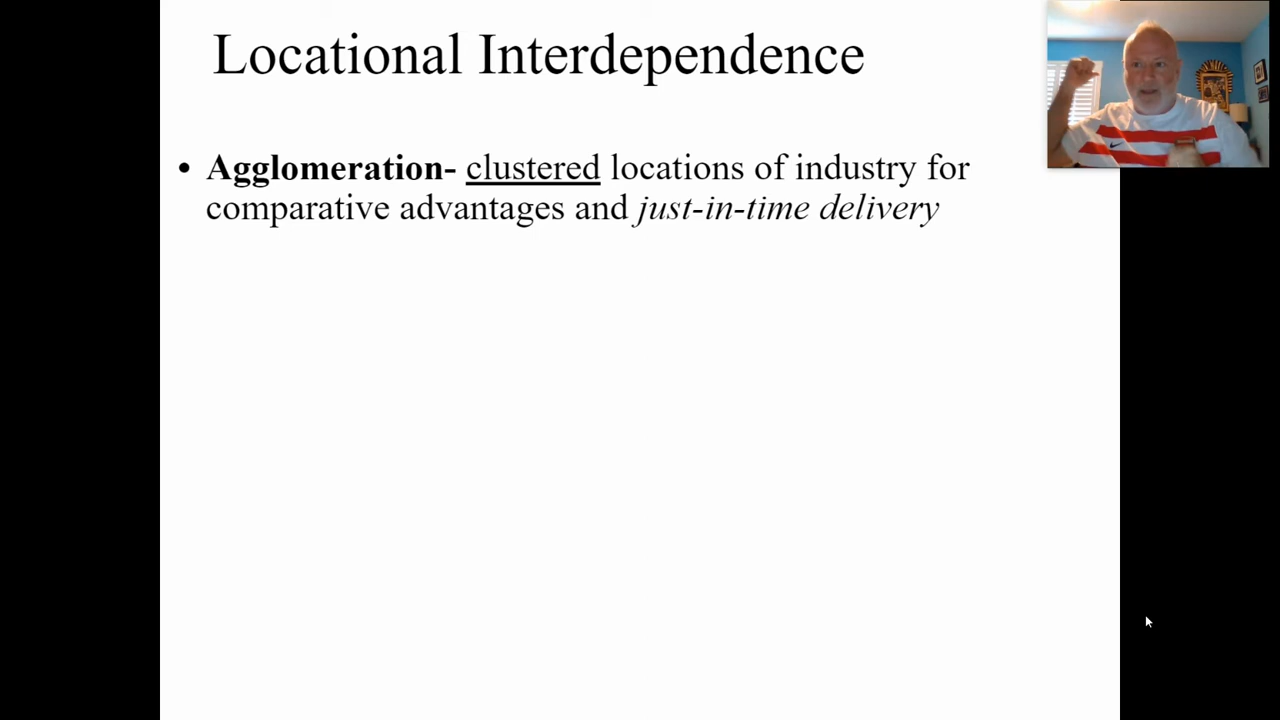 Locational Interdependence
• Agglomeration- clustered locations of industry for
comparative advantages and just-in-time delivery